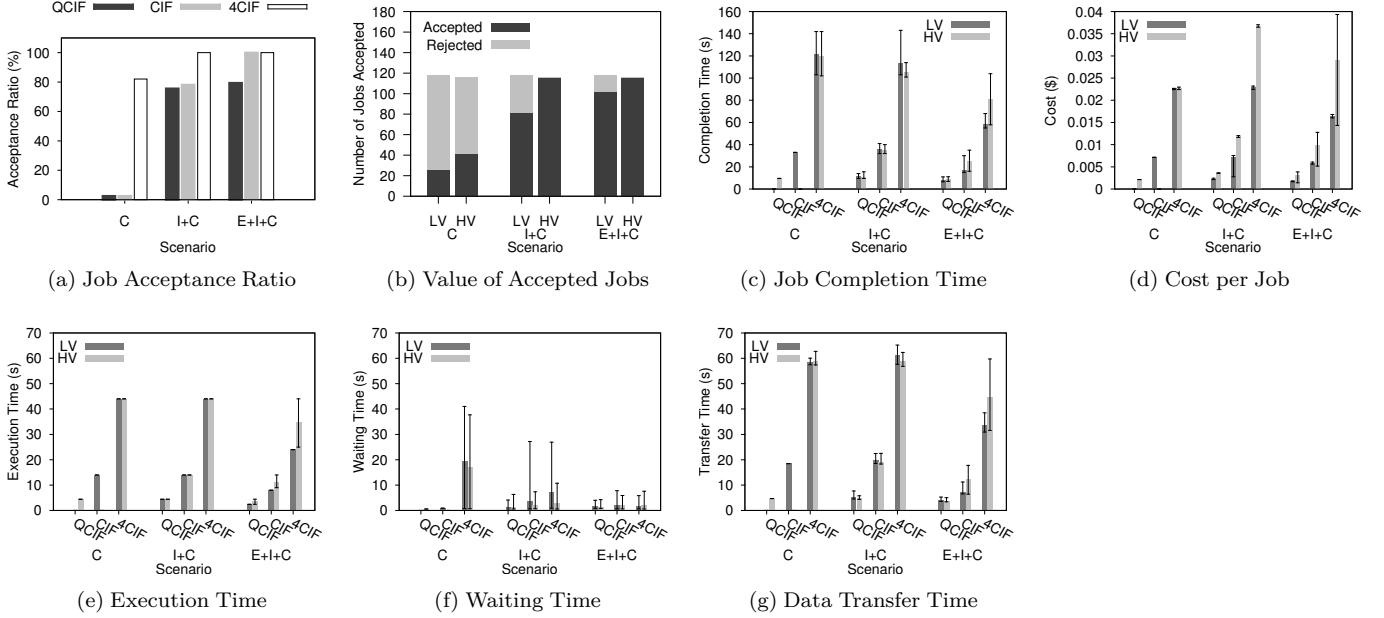 QCIF CIF 4CIF
Acceptance Ratio (%)
100
80
60
40
20
0
C I+C E+I+C
Scenario
(a) Job Acceptance Ratio
Number of Jobs Accepted
180
160
140
120
100
80
60
40
20
0
Accepted
Rejected
LV HV LV HV LV HV
C I+C E+I+C
Scenario
(b) Value of Accepted Jobs
Completion Time (s)
160
140
120
100
80
60
40
20
0
LV
HV
QCIF CIF 4CIF QCIF CIF 4CIF QCIF CIF 4CIF
C I+C E+I+C
Scenario
(c) Job Completion Time
Cost ($)
0.04
0.035
0.03
0.025
0.02
0.015
0.01
0.005
0
LV
HV
QCIF CIF 4CIF QCIF CIF 4CIF QCIF CIF 4CIF
C I+C E+I+C
Scenario
(d) Cost per Job
Execution Time (s)
70
60
50
40
30
20
10
0
LV
HV
QCIF CIF 4CIF QCIF CIF 4CIF QCIF CIF 4CIF
C I+C E+I+C
Scenario
(e) Execution Time
Waiting Time (s)
70
60
50
40
30
20
10
0
LV
HV
QCIF CIF 4CIF QCIF CIF 4CIF QCIF CIF 4CIF
C I+C E+I+C
Scenario
(f) Waiting Time
Transfer Time (s)
70
60
50
40
30
20
10
0
LV
HV
QCIF CIF 4CIF QCIF CIF 4CIF QCIF CIF 4CIF
C I+C E+I+C
Scenario
(g) Data Transfer Time